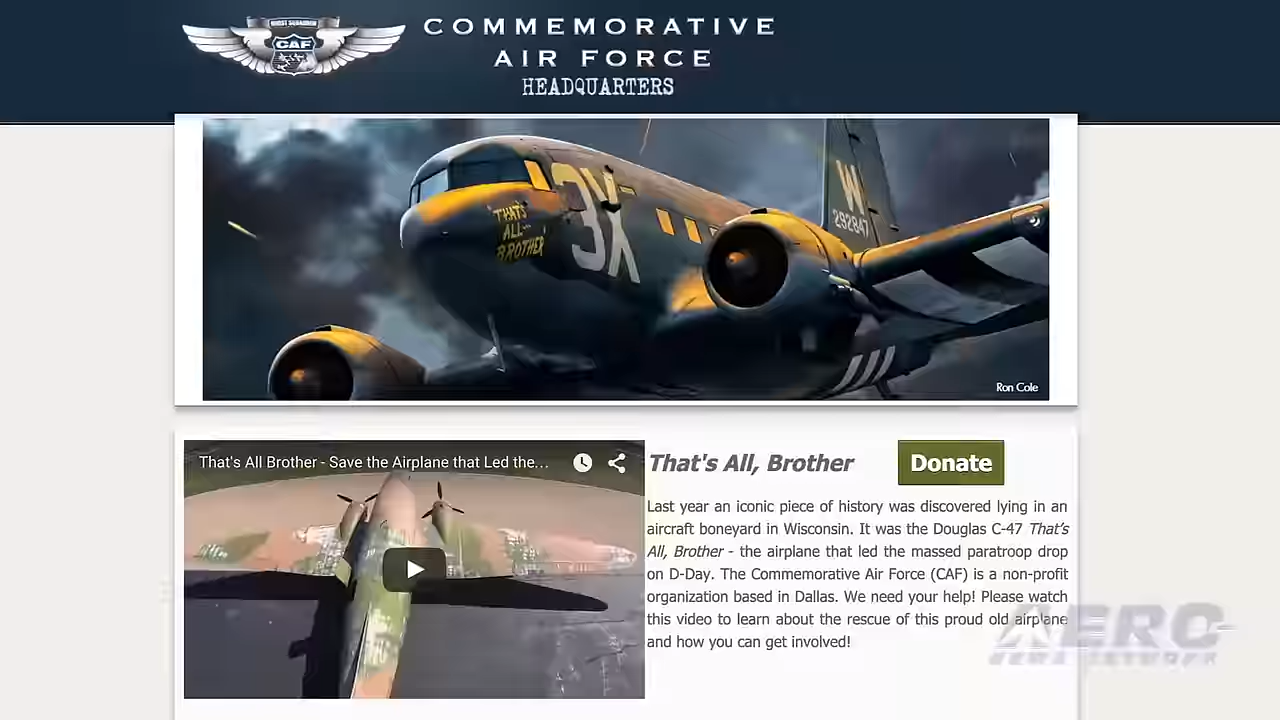 GHOST SQUADRON
CAF
COMMEMORATIVE
AIR FORCE
HEADQUARTERS
"THAT'S
ALL--
BROTHER
3X
W
292847
Ron Cole
That's All Brother - Save the Airplane that Led the...
That's All, Brother
Donate
Last year an iconic piece of history was discovered lying in an
aircraft boneyard in Wisconsin. It was the Douglas C-47 That's
All, Brother - the airplane that led the massed paratroop drop
on D-Day. The Commemorative Air Force (CAF) is a non-profit
organization based in Dallas. We need your help! Please watch
this video to learn about the rescue of this proud old airplane
and how you can get involved!
AERO
NEWS NETWORK